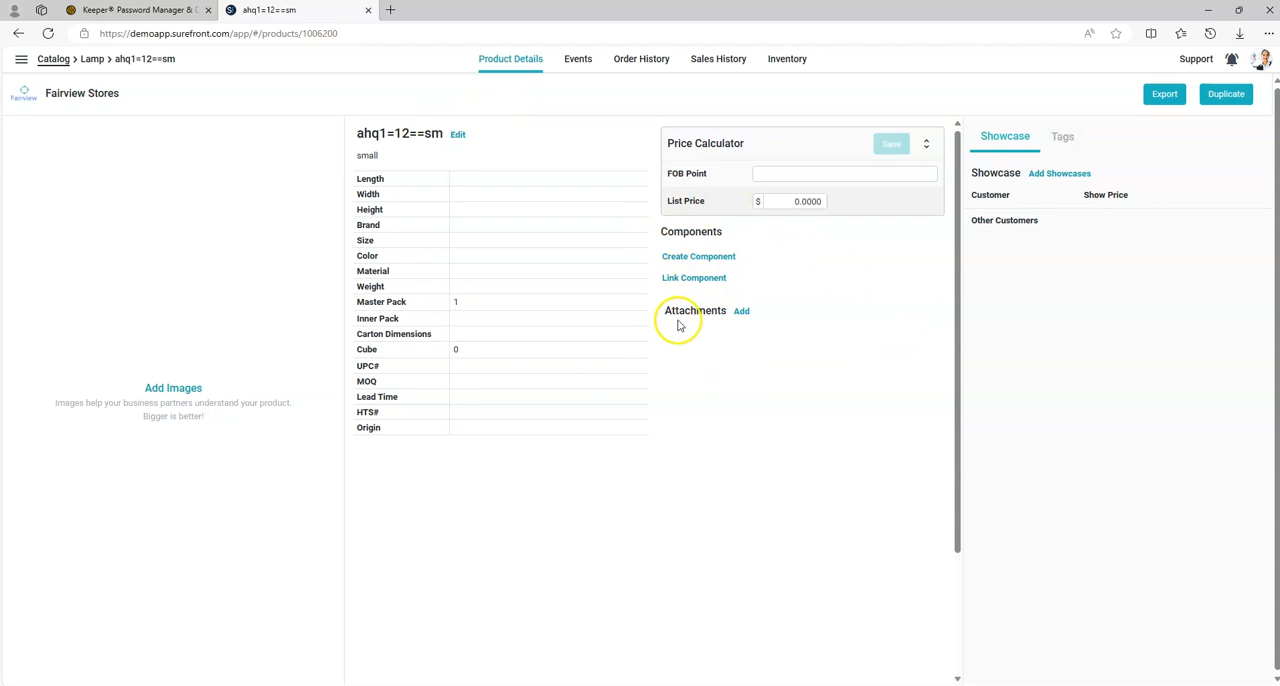 Keeper® Password Manager & D
ahq1=12==sm
https://demoapp.surefront.com/app/#/products/1006200
Catalog > Lamp > ahq1=12==sm
Product Details
Events
Order History
Sales History
Inventory
Support
Fairview
Fairview Stores
Export
Duplicate
Add Images
Images help your business partners understand your product.
Bigger is better!
ahq1=12==sm Edit
small
Length
Width
Height
Brand
Size
Color
Material
Weight
Master Pack 1
Inner Pack
Carton Dimensions
Cube 0
UPC#
MOQ
Lead Time
HTS#
Origin
Price Calculator
Save
FOB Point
List Price $ 0.0000
Components
Create Component
Link Component
Attachments Add
Showcase
Tags
Showcase Add Showcases
Customer Show Price
Other Customers